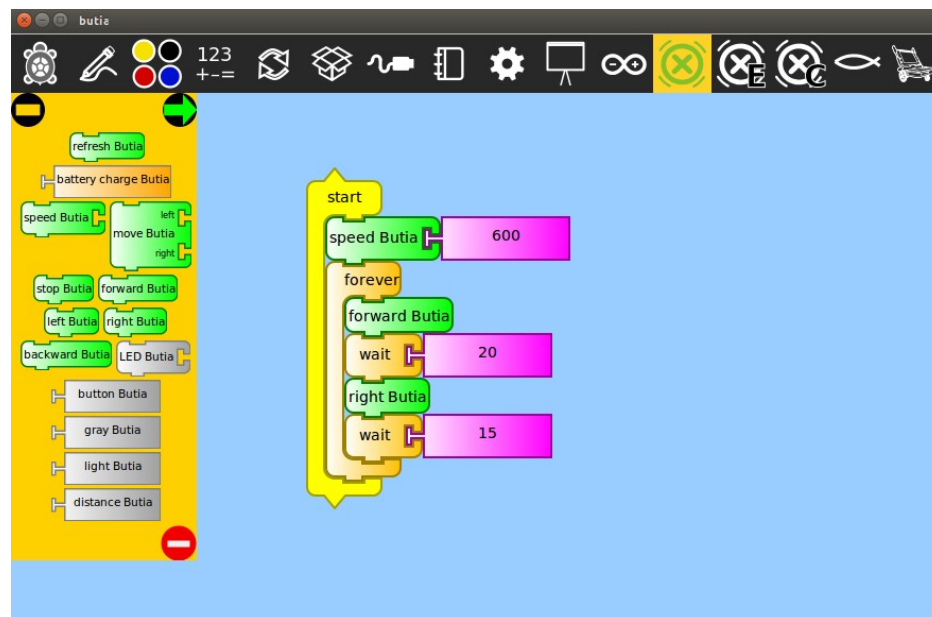 butia
123
+-=
E
C
refresh Butia
battery charge Butia
speed Butia
left
move Butia
right
stop Butia
forward Butia
left Butia
right Butia
backward Butia
LED Butia
button Butia
gray Butia
light Butia
distance Butia
start
speed Butia 600
forever
forward Butia
wait 20
right Butia
wait 15